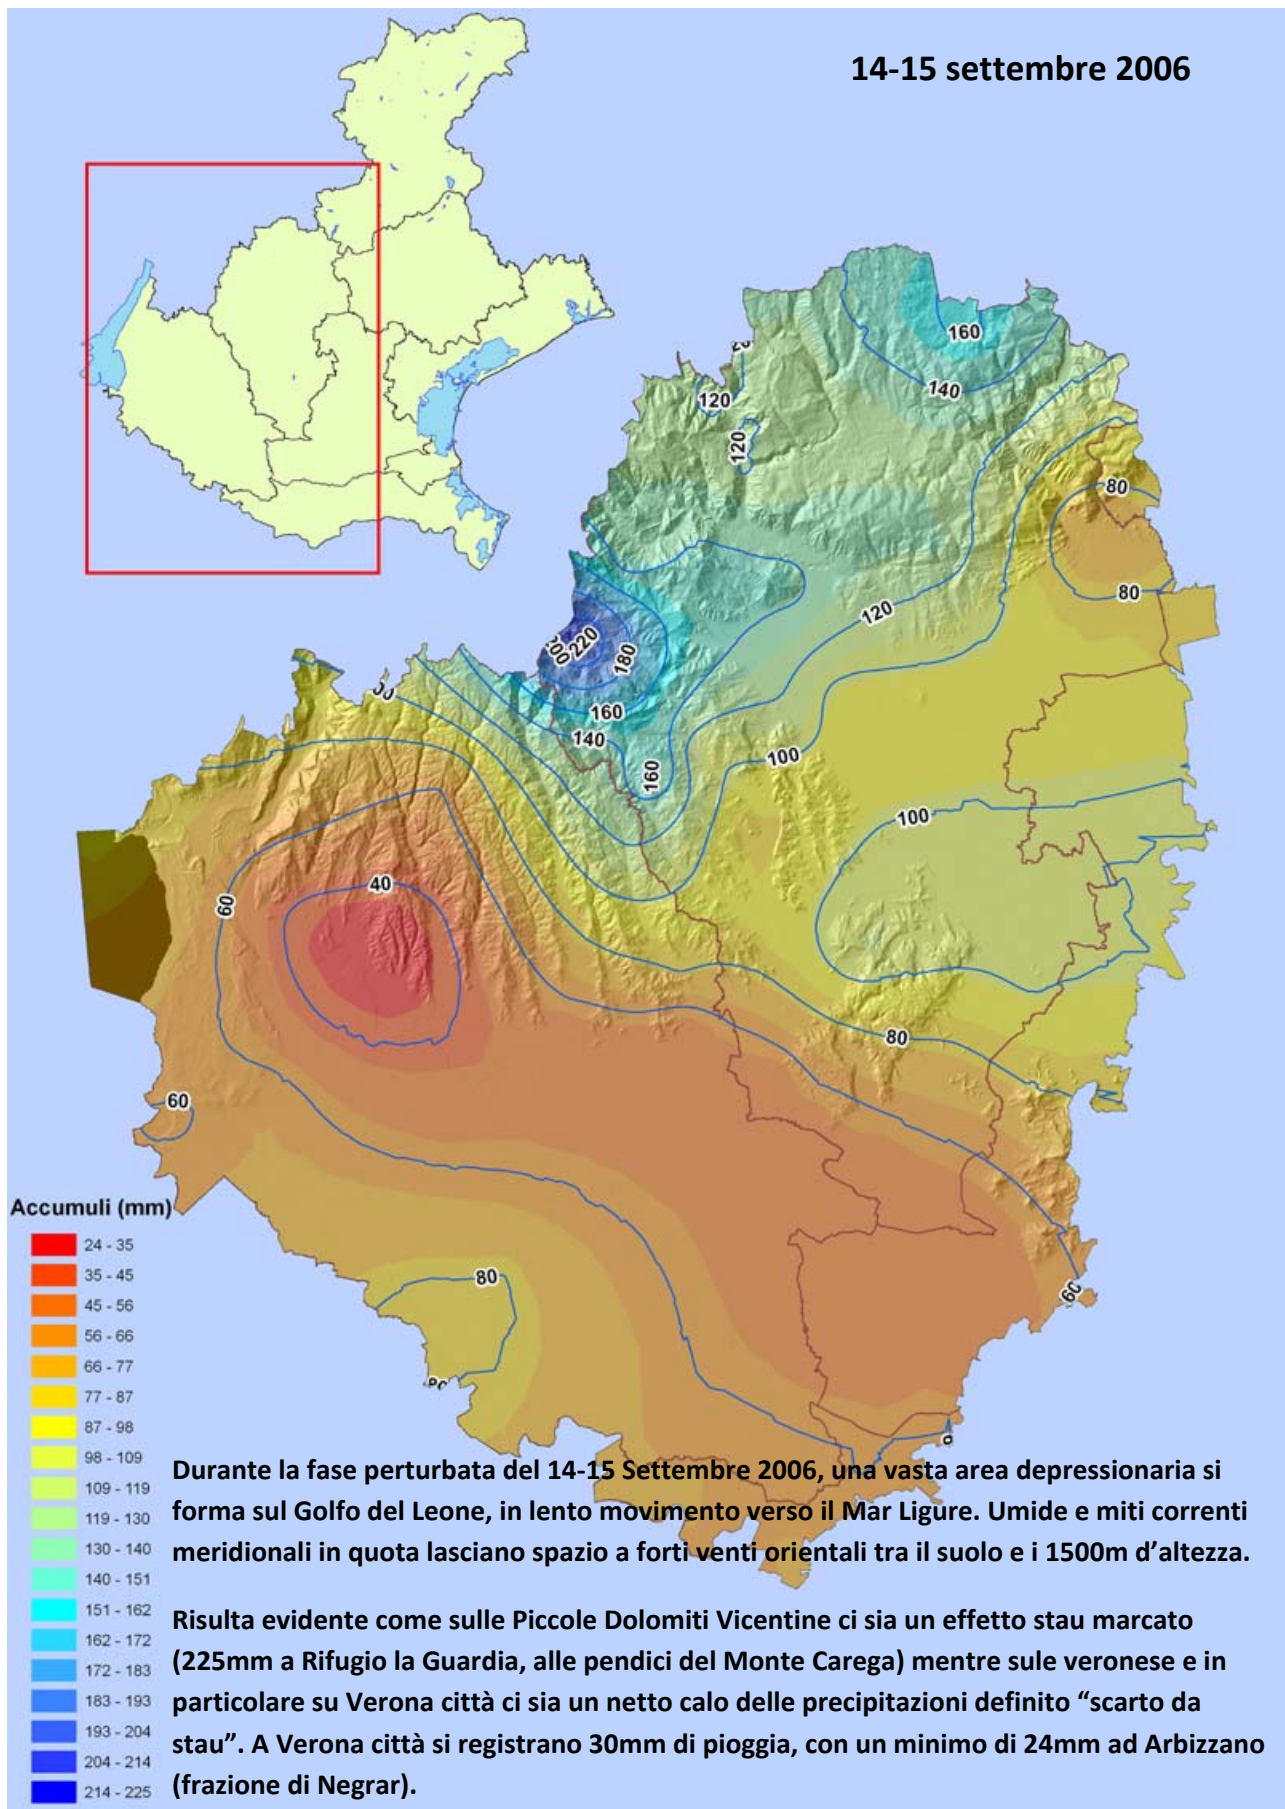 14-15 settembre 2006
160
140
120
120
80
80
120
220
200
180
160
140
160
100
100
40
60
80
60
80
60
Accumuli (mm)
24 - 35
35 - 45
45 - 56
56 - 66
66 - 77
77 - 87
87 - 98
98 - 109
109 - 119
119 - 130
130 - 140
140 - 151
151 - 162
162 - 172
172 - 183
183 - 193
193 - 204
204 - 214
214 - 225
Durante la fase perturbata del 14-15 Settembre 2006, una vasta area depressionaria si
forma sul Golfo del Leone, in lento movimento verso il Mar Ligure. Umide e miti correnti
meridionali in quota lasciano spazio a forti venti orientali tra il suolo e i 1500m d’altezza.
Risulta evidente come sulle Piccole Dolomiti Vicentine ci sia un effetto stau marcato
(225mm a Rifugio la Guardia, alle pendici del Monte Carega) mentre sule veronese e in
particolare su Verona città ci sia un netto calo delle precipitazioni definito “scarto da
stau”. A Verona città si registrano 30mm di pioggia, con un minimo di 24mm ad Arbizzano
(frazione di Negrar).